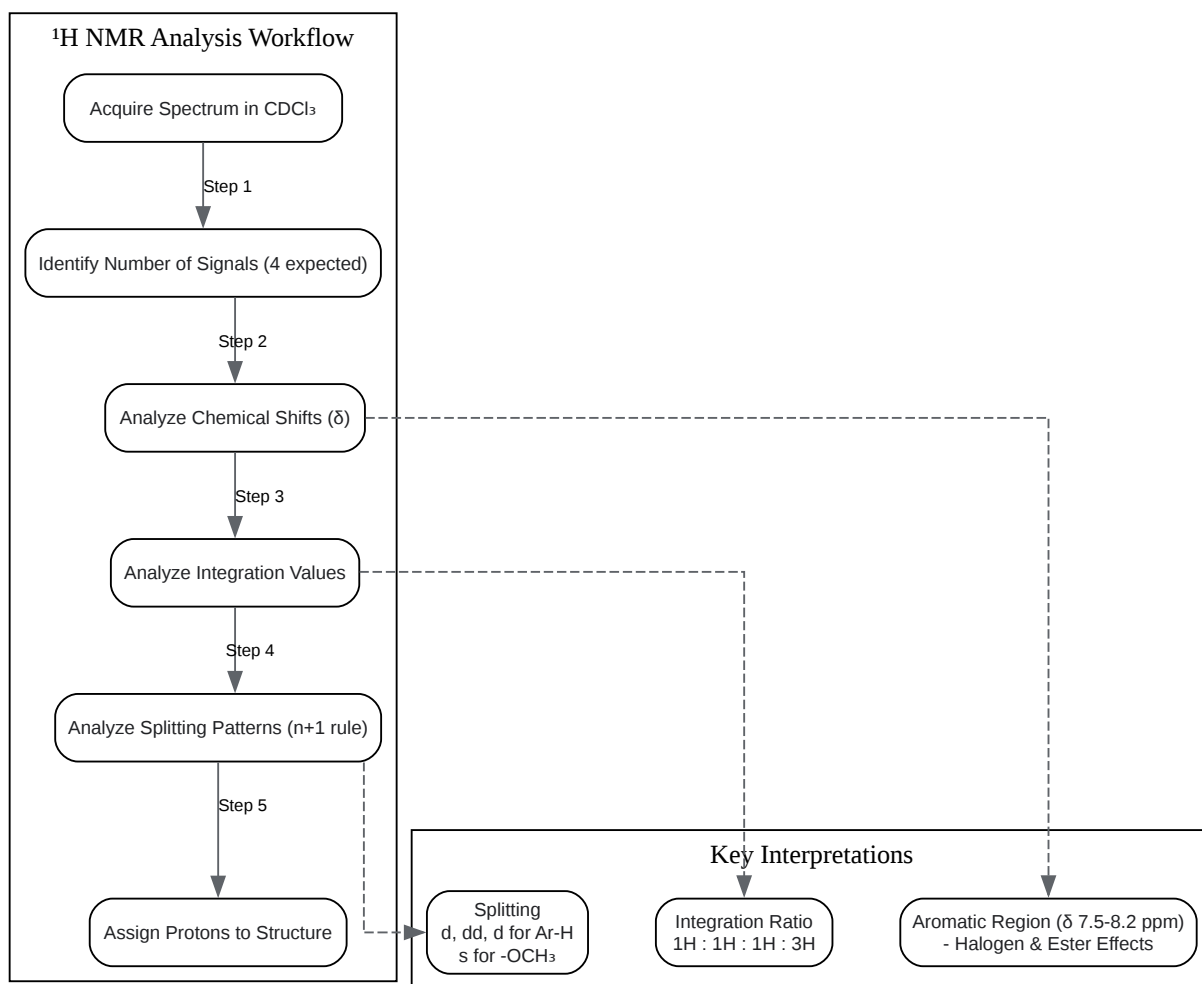 ¹H NMR Analysis Workflow
Acquire Spectrum in CDCl₃
Step 1
Identify Number of Signals (4 expected)
Step 2
Analyze Chemical Shifts (δ)
Step 3
Analyze Integration Values
Step 4
Analyze Splitting Patterns (n+1 rule)
Step 5
Assign Protons to Structure
Key Interpretations
Splitting
d, dd, d for Ar-H
s for -OCH₃
Integration Ratio
1H : 1H : 1H : 3H
Aromatic Region (δ 7.5-8.2 ppm)
- Halogen & Ester Effects